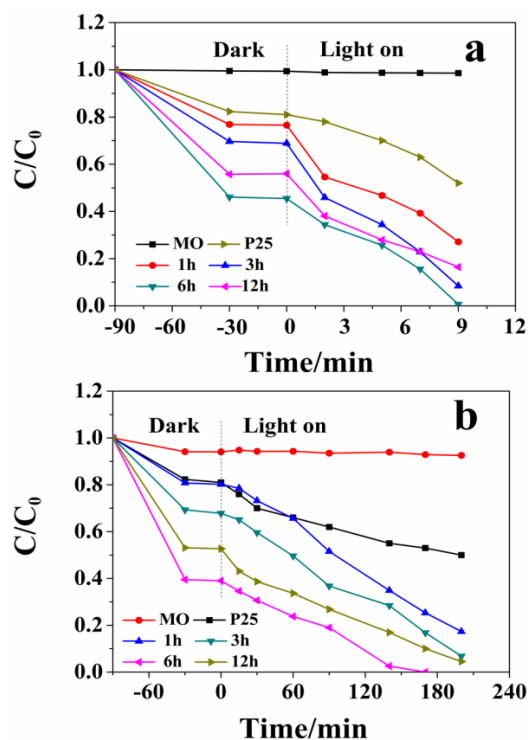 1.2
Dark Light on a
1.0
0.8
0.6
0.4
MO P25
1h 3h
0.2
6h 12h
0.0
-90 -60 -30 0 3 6 9 12
C/C0
Time/min
1.2
Dark Light on b
1.0
0.8
0.6
0.4
MO P25
0.2
1h 3h
6h 12h
0.0
-60 0 60 120 180 240
C/C0
Time/min